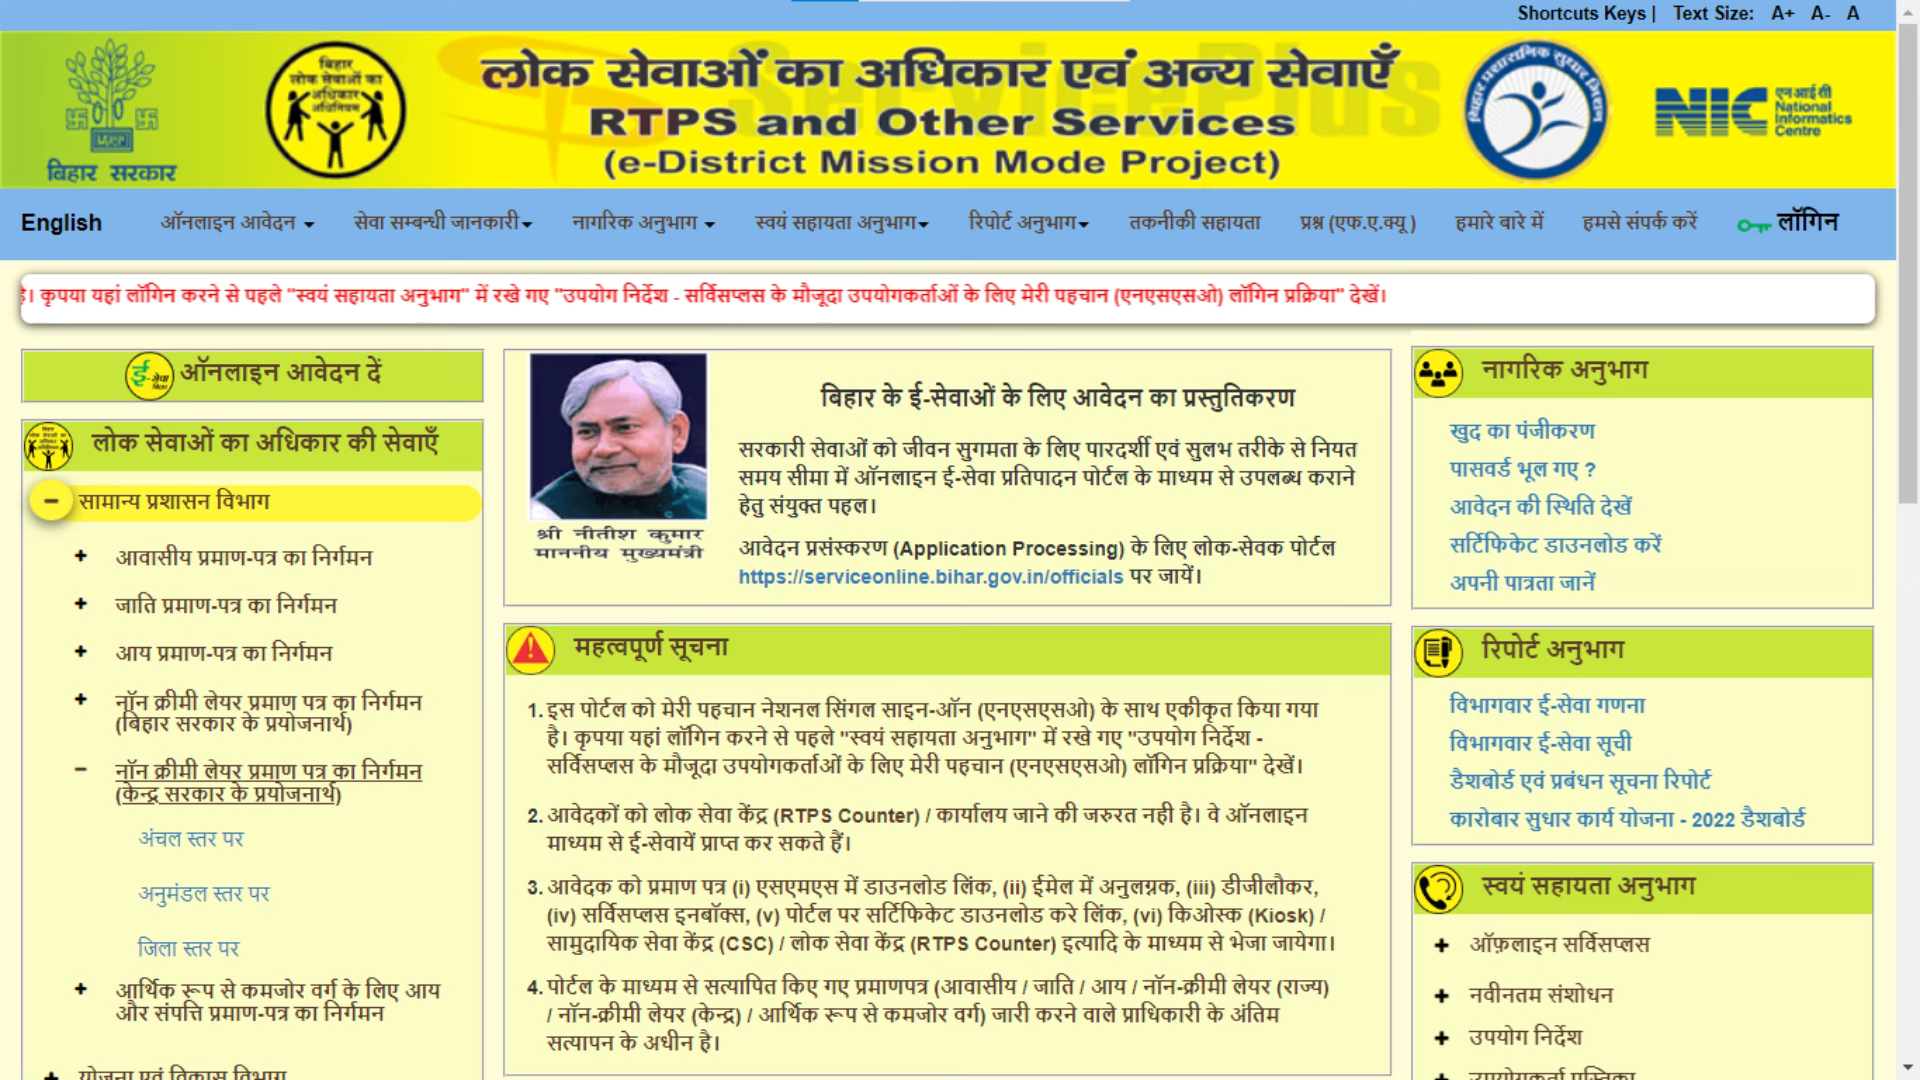 Shortcuts Keys | Text Size: A+ A- A
बिहार सरकार
बिहार
लोक सेवाओं का
अधिकार
अधिनियम
लोक सेवाओं का अधिकार एवं अन्य सेवाएँ
RTPS and Other Services
(e-District Mission Mode Project)
ServicePlus
बिहार प्रशासनिक सुधार मिशन
NIC
एन आई सी
National
Informatics
Centre
English ऑनलाइन आवेदन सेवा सम्बन्धी जानकारी नागरिक अनुभाग स्वयं सहायता अनुभाग रिपोर्ट अनुभाग तकनीकी सहायता प्रश्न (एफ.ए.क्यू ) हमारे बारे में हमसे संपर्क करें लॉगिन
है। कृपया यहां लॉगिन करने से पहले "स्वयं सहायता अनुभाग" में रखे गए "उपयोग निर्देश - सर्विसप्लस के मौजूदा उपयोगकर्ताओं के लिए मेरी पहचान (एनएसएसओ) लॉगिन प्रक्रिया" देखें।
ऑनलाइन आवेदन दें
लोक सेवाओं का अधिकार की सेवाएँ
सामान्य प्रशासन विभाग
आवासीय प्रमाण-पत्र का निर्गमन
जाति प्रमाण-पत्र का निर्गमन
आय प्रमाण-पत्र का निर्गमन
नॉन क्रीमी लेयर प्रमाण पत्र का निर्गमन
(बिहार सरकार के प्रयोजनार्थ)
नॉन क्रीमी लेयर प्रमाण पत्र का निर्गमन
(केन्द्र सरकार के प्रयोजनार्थ)
अंचल स्तर पर
अनुमंडल स्तर पर
जिला स्तर पर
आर्थिक रूप से कमजोर वर्ग के लिए आय
और संपत्ति प्रमाण-पत्र का निर्गमन
योजना एवं विकास विभाग
श्री नीतीश कुमार
माननीय मुख्यमंत्री
बिहार के ई-सेवाओं के लिए आवेदन का प्रस्तुतिकरण
सरकारी सेवाओं को जीवन सुगमता के लिए पारदर्शी एवं सुलभ तरीके से नियत
समय सीमा में ऑनलाइन ई-सेवा प्रतिपादन पोर्टल के माध्यम से उपलब्ध कराने
हेतु संयुक्त पहल।
आवेदन प्रसंस्करण (Application Processing) के लिए लोक-सेवक पोर्टल
https://serviceonline.bihar.gov.in/officials पर जायें।
महत्वपूर्ण सूचना
1. इस पोर्टल को मेरी पहचान नेशनल सिंगल साइन-ऑन (एनएसएसओ) के साथ एकीकृत किया गया
है। कृपया यहां लॉगिन करने से पहले "स्वयं सहायता अनुभाग" में रखे गए "उपयोग निर्देश -
सर्विसप्लस के मौजूदा उपयोगकर्ताओं के लिए मेरी पहचान (एनएसएसओ) लॉगिन प्रक्रिया" देखें।
2. आवेदकों को लोक सेवा केंद्र (RTPS Counter) / कार्यालय जाने की जरुरत नही है। वे ऑनलाइन
माध्यम से ई-सेवायें प्राप्त कर सकते हैं।
3. आवेदक को प्रमाण पत्र (i) एसएमएस में डाउनलोड लिंक, (ii) ईमेल में अनुलग्नक, (iii) डीजीलौकर,
(iv) सर्विसप्लस इनबॉक्स, (v) पोर्टल पर सर्टिफिकेट डाउनलोड करे लिंक, (vi) किओस्क (Kiosk) /
सामुदायिक सेवा केंद्र (CSC) / लोक सेवा केंद्र (RTPS Counter) इत्यादि के माध्यम से भेजा जायेगा।
4. पोर्टल के माध्यम से सत्यापित किए गए प्रमाणपत्र (आवासीय / जाति / आय / नॉन-क्रीमी लेयर (राज्य)
/ नॉन-क्रीमी लेयर (केन्द्र) / आर्थिक रूप से कमजोर वर्ग) जारी करने वाले प्राधिकारी के अंतिम
सत्यापन के अधीन है।
नागरिक अनुभाग
खुद का पंजीकरण
पासवर्ड भूल गए ?
आवेदन की स्थिति देखें
सर्टिफिकेट डाउनलोड करें
अपनी पात्रता जानें
रिपोर्ट अनुभाग
विभागवार ई-सेवा गणना
विभागवार ई-सेवा सूची
डैशबोर्ड एवं प्रबंधन सूचना रिपोर्ट
कारोबार सुधार कार्य योजना - 2022 डैशबोर्ड
स्वयं सहायता अनुभाग
ऑफ़लाइन सर्विसप्लस
नवीनतम संशोधन
उपयोग निर्देश
उपयोगकर्ता पुस्तिका